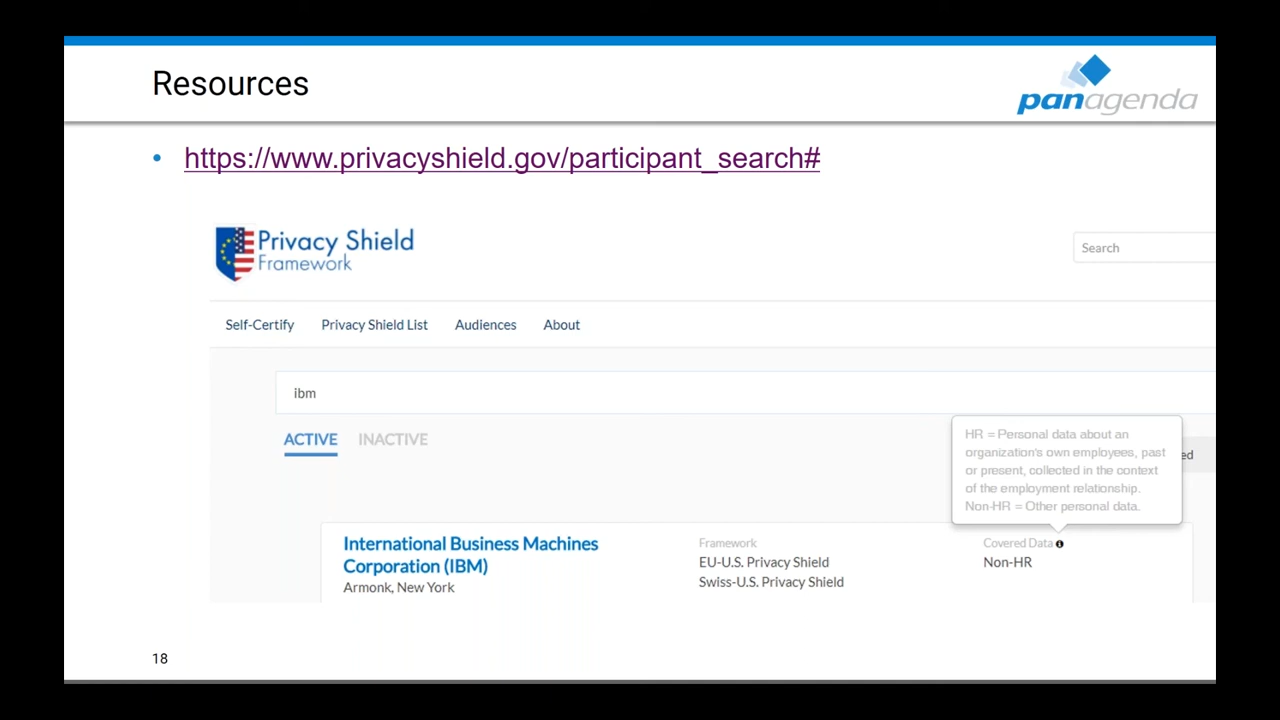 Resources
panagenda
• https://www.privacyshield.gov/participant_search#
Privacy Shield
Framework
Search
Self-Certify Privacy Shield List Audiences About
ibm
ACTIVE INACTIVE
HR = Personal data about an
organization's own employees, past
or present, collected in the context
of the employment relationship.
Non-HR = Other personal data.
International Business Machines
Corporation (IBM)
Armonk, New York
Framework
EU-U.S. Privacy Shield
Swiss-U.S. Privacy Shield
Covered Data
Non-HR
18